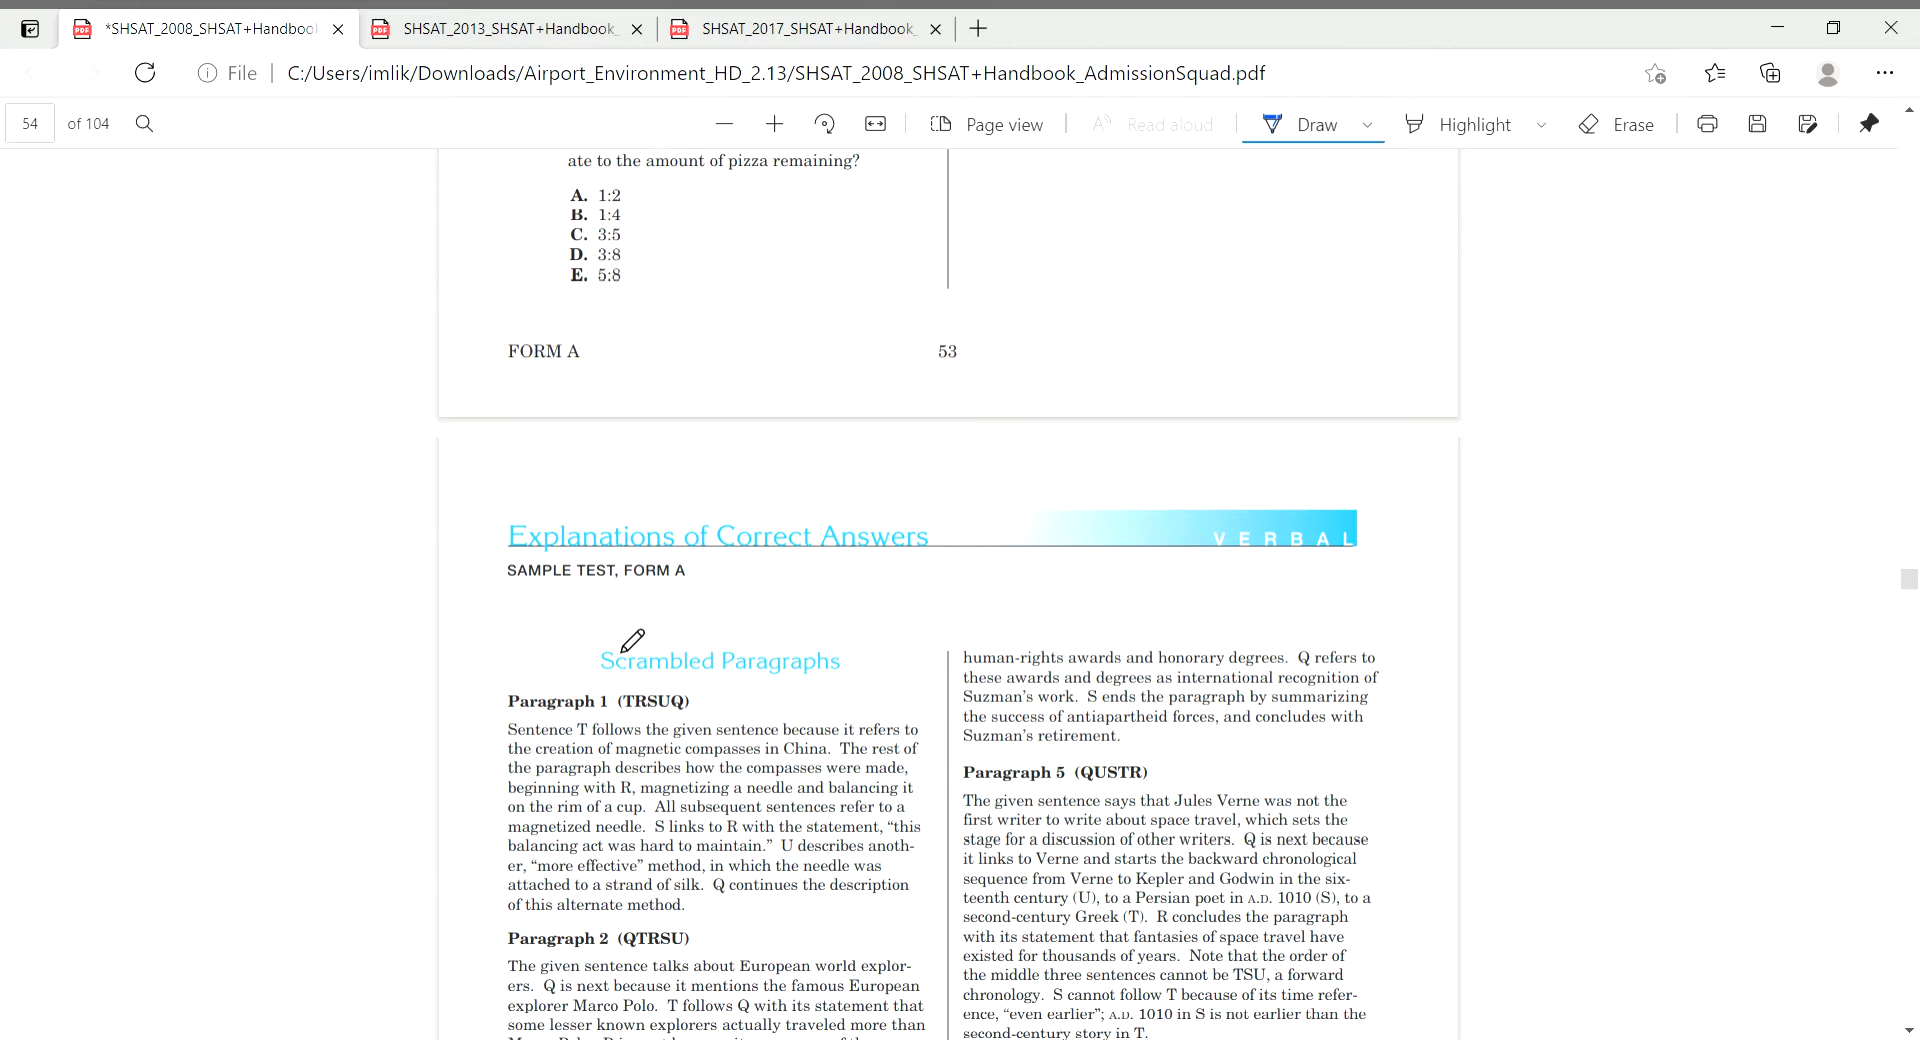 *SHSAT_2008_SHSAT+Handbook
SHSAT_2013_SHSAT+Handbook_
SHSAT_2017_SHSAT+Handbook_
File
C:/Users/imlik/Downloads/Airport_Environment_HD_2.13/SHSAT_2008_SHSAT+Handbook_AdmissionSquad.pdf
54 of 104
Page view
Read aloud
Draw
Highlight
Erase
ate to the amount of pizza remaining?
A. 1:2
B. 1:4
C. 3:5
D. 3:8
E. 5:8
FORM A
53
Explanations of Correct Answers
VERBAL
SAMPLE TEST, FORM A
Scrambled Paragraphs
Paragraph 1 (TRSUQ)
Sentence T follows the given sentence because it refers to
the creation of magnetic compasses in China. The rest of
the paragraph describes how the compasses were made,
beginning with R, magnetizing a needle and balancing it
on the rim of a cup. All subsequent sentences refer to a
magnetized needle. S links to R with the statement, “this
balancing act was hard to maintain.” U describes anoth-
er, “more effective” method, in which the needle was
attached to a strand of silk. Q continues the description
of this alternate method.
Paragraph 2 (QTRSU)
The given sentence talks about European world explor-
ers. Q is next because it mentions the famous European
explorer Marco Polo. T follows Q with its statement that
some lesser known explorers actually traveled more than
human-rights awards and honorary degrees. Q refers to
these awards and degrees as international recognition of
Suzman’s work. S ends the paragraph by summarizing
the success of antiapartheid forces, and concludes with
Suzman’s retirement.
Paragraph 5 (QUSTR)
The given sentence says that Jules Verne was not the
first writer to write about space travel, which sets the
stage for a discussion of other writers. Q is next because
it links to Verne and starts the backward chronological
sequence from Verne to Kepler and Godwin in the six-
teenth century (U), to a Persian poet in A.D. 1010 (S), to a
second-century Greek (T). R concludes the paragraph
with its statement that fantasies of space travel have
existed for thousands of years. Note that the order of
the middle three sentences cannot be TSU, a forward
chronology. S cannot follow T because of its time refer-
ence, “even earlier”; A.D. 1010 in S is not earlier than the
second-century story in T.